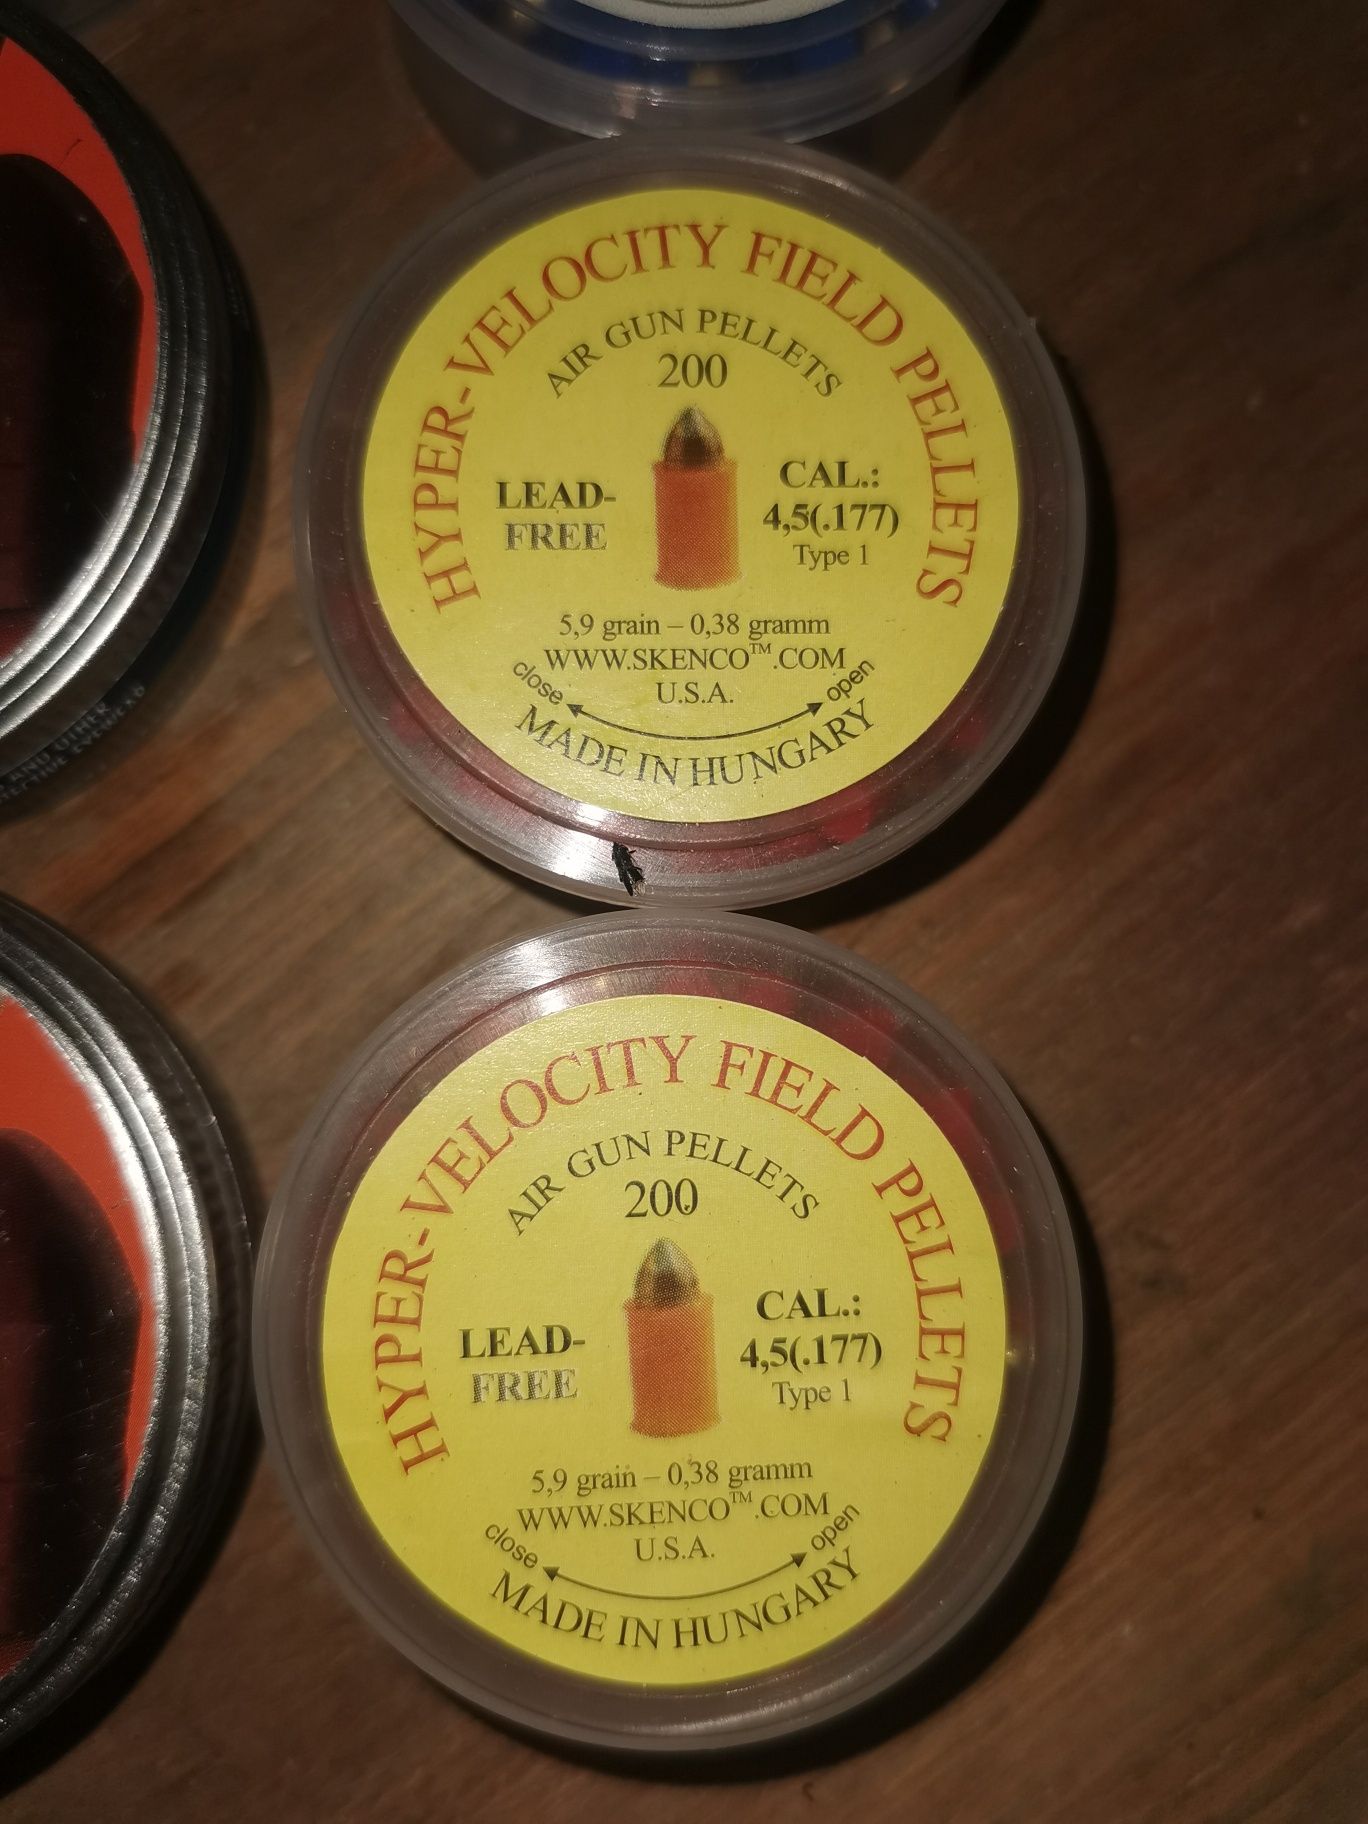 HYPER-VELOCITY FIELD PELLETS
AIR GUN PELLETS
200
LEAD-
FREE
CAL.:
4,5(.177)
Type 1
5,9 grain – 0,38 gramm
WWW.SKENCO™.COM
U.S.A.
close
open
MADE IN HUNGARY
AND OTHER
HYPER-VELOCITY FIELD PELLETS
AIR GUN PELLETS
200
LEAD-
FREE
CAL.:
4,5(.177)
Type 1
5,9 grain – 0,38 gramm
WWW.SKENCO™.COM
U.S.A.
close
open
MADE IN HUNGARY